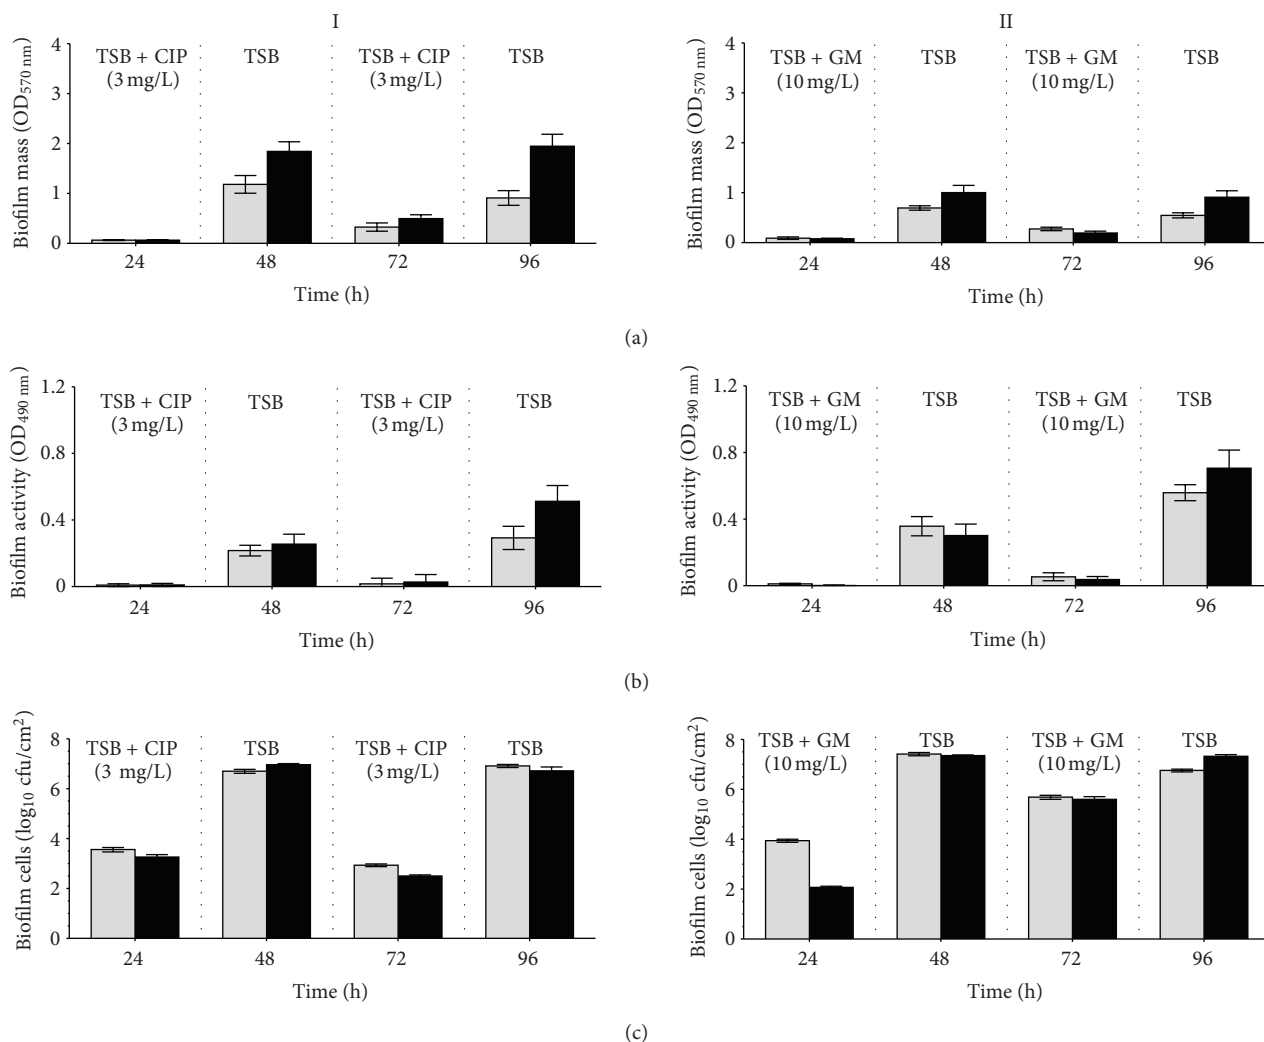 I
Biofilm mass (OD570 nm)
4
3
2
1
0
TSB + CIP
(3 mg/L)
TSB
TSB + CIP
(3 mg/L)
TSB
24
48
72
96
Time (h)
II
Biofilm mass (OD570 nm)
4
3
2
1
0
TSB + GM
(10 mg/L)
TSB
TSB + GM
(10 mg/L)
TSB
24
48
72
96
Time (h)
(a)
Biofilm activity (OD490 nm)
1.2
0.8
0.4
0
TSB + CIP
(3 mg/L)
TSB
TSB + CIP
(3 mg/L)
TSB
24
48
72
96
Time (h)
Biofilm activity (OD490 nm)
1.2
0.8
0.4
0
TSB + GM
(10 mg/L)
TSB
TSB + GM
(10 mg/L)
TSB
24
48
72
96
Time (h)
(b)
Biofilm cells (log10 cfu/cm2)
8
6
4
2
0
TSB + CIP
(3 mg/L)
TSB
TSB + CIP
(3 mg/L)
TSB
24
48
72
96
Time (h)
Biofilm cells (log10 cfu/cm2)
8
6
4
2
0
TSB + GM
(10 mg/L)
TSB
TSB + GM
(10 mg/L)
TSB
24
48
72
96
Time (h)
(c)